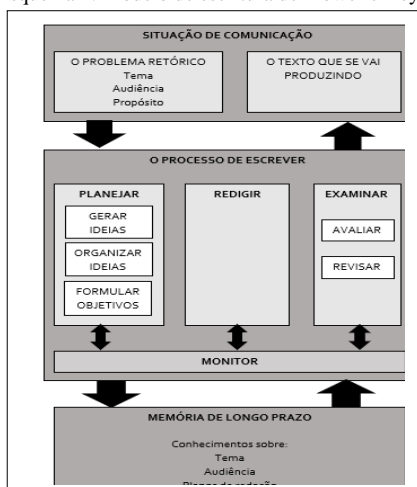 SITUAÇÃO DE COMUNICAÇÃO
O PROBLEMA RETÓRICO
Tema
Audiência
Propósito
O TEXTO QUE SE VAI
PRODUZINDO
O PROCESSO DE ESCREVER
PLANEJAR
GERAR
IDEIAS
ORGANIZAR
IDEIAS
FORMULAR
OBJETIVOS
REDIGIR
EXAMINAR
AVALIAR
REVISAR
MONITOR
MEMÓRIA DE LONGO PRAZO
Conhecimentos sobre:
Tema
Audiência